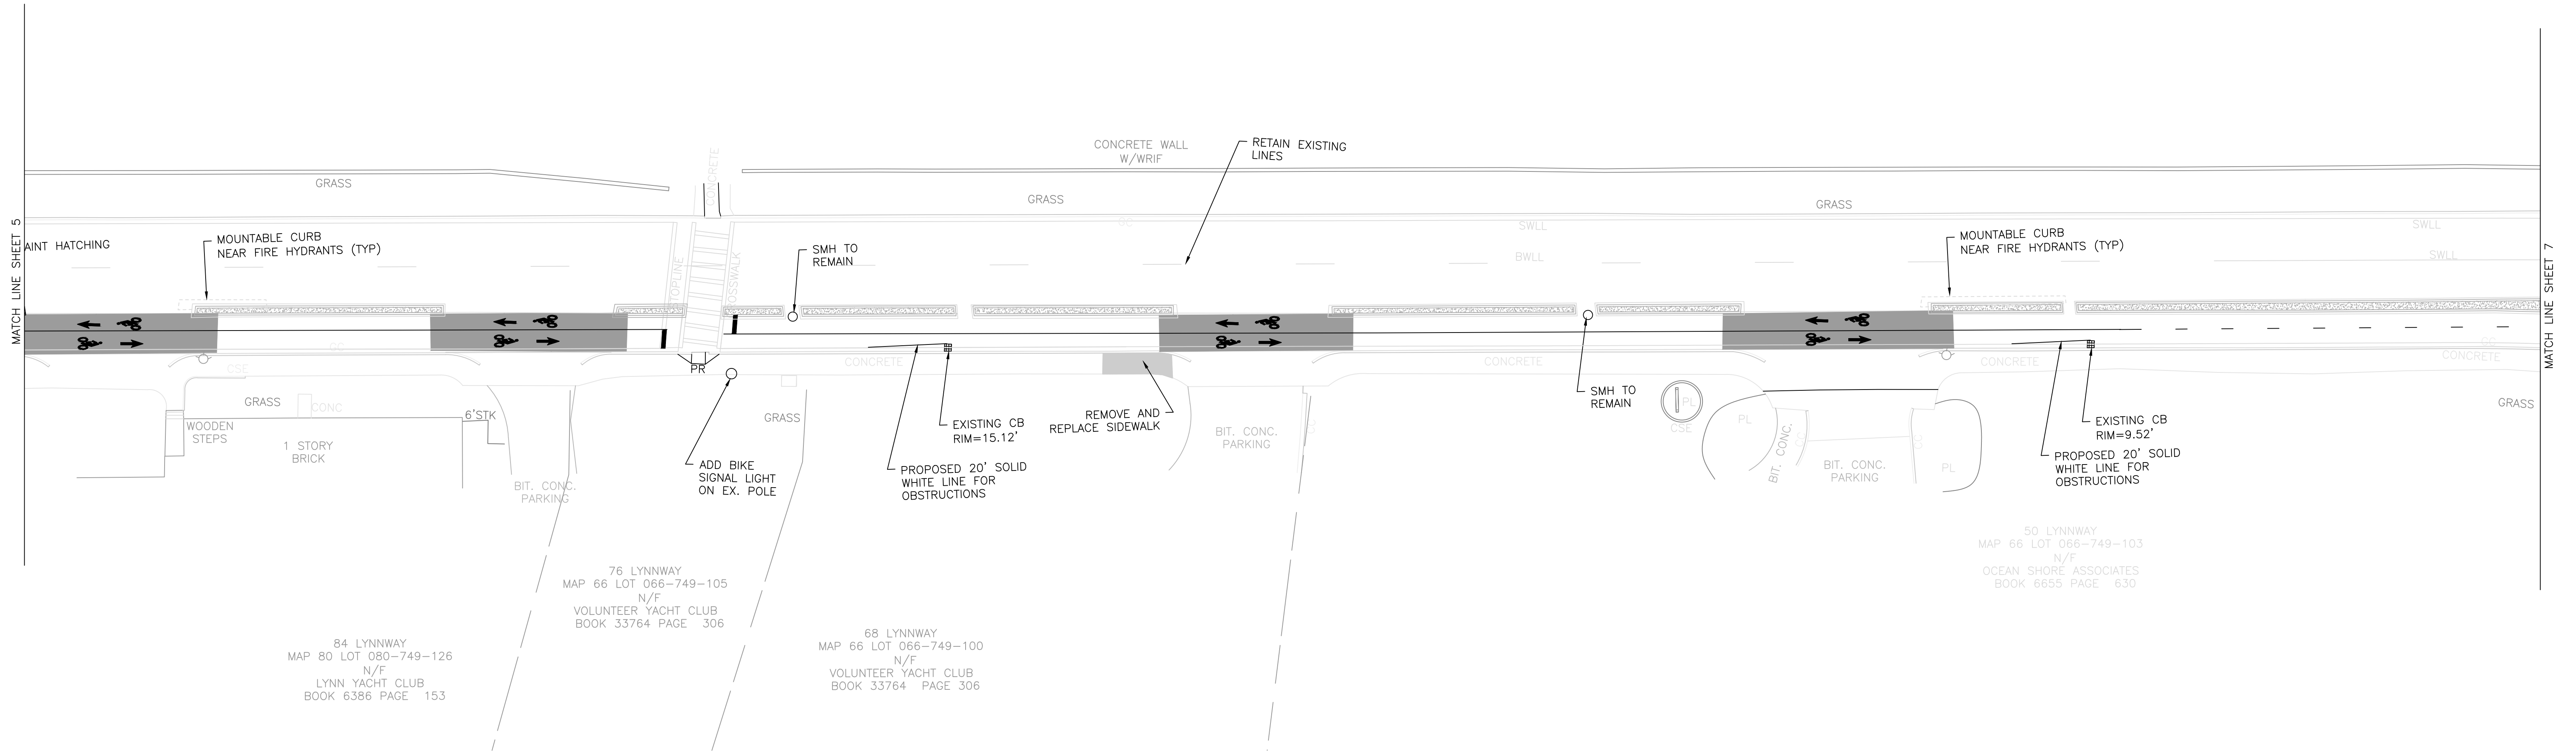 MATCH LINE SHEET 5
AINT HATCHING
GRASS
MOUNTABLE CURB
NEAR FIRE HYDRANTS (TYP)
CONCRETE
STOPLINE
CROSSWALK
SMH TO
REMAIN
CONCRETE WALL
W/WRIF
RETAIN EXISTING
LINES
GRASS
GC
SWLL
BWLL
GRASS
MOUNTABLE CURB
NEAR FIRE HYDRANTS (TYP)
SWLL
SWLL
MATCH LINE SHEET 7
GC
CSE
PR
CONCRETE
CONCRETE
CONCRETE
GC
CONCRETE
GRASS
CONC
WOODEN
STEPS
1 STORY
BRICK
6'STK
BIT. CONC.
PARKING
ADD BIKE
SIGNAL LIGHT
ON EX. POLE
GRASS
EXISTING CB
RIM=15.12'
PROPOSED 20' SOLID
WHITE LINE FOR
OBSTRUCTIONS
REMOVE AND
REPLACE SIDEWALK
BIT. CONC.
PARKING
SMH TO
REMAIN
PL
CSE
PL
BIT. CONC.
BIT. CONC.
PARKING
PL
EXISTING CB
RIM=9.52'
PROPOSED 20' SOLID
WHITE LINE FOR
OBSTRUCTIONS
GRASS
84 LYNNWAY
MAP 80 LOT 080-749-126
N/F
LYNN YACHT CLUB
BOOK 6386 PAGE 153
76 LYNNWAY
MAP 66 LOT 066-749-105
N/F
VOLUNTEER YACHT CLUB
BOOK 33764 PAGE 306
68 LYNNWAY
MAP 66 LOT 066-749-100
N/F
VOLUNTEER YACHT CLUB
BOOK 33764 PAGE 306
50 LYNNWAY
MAP 66 LOT 066-749-103
N/F
OCEAN SHORE ASSOCIATES
BOOK 6655 PAGE 630